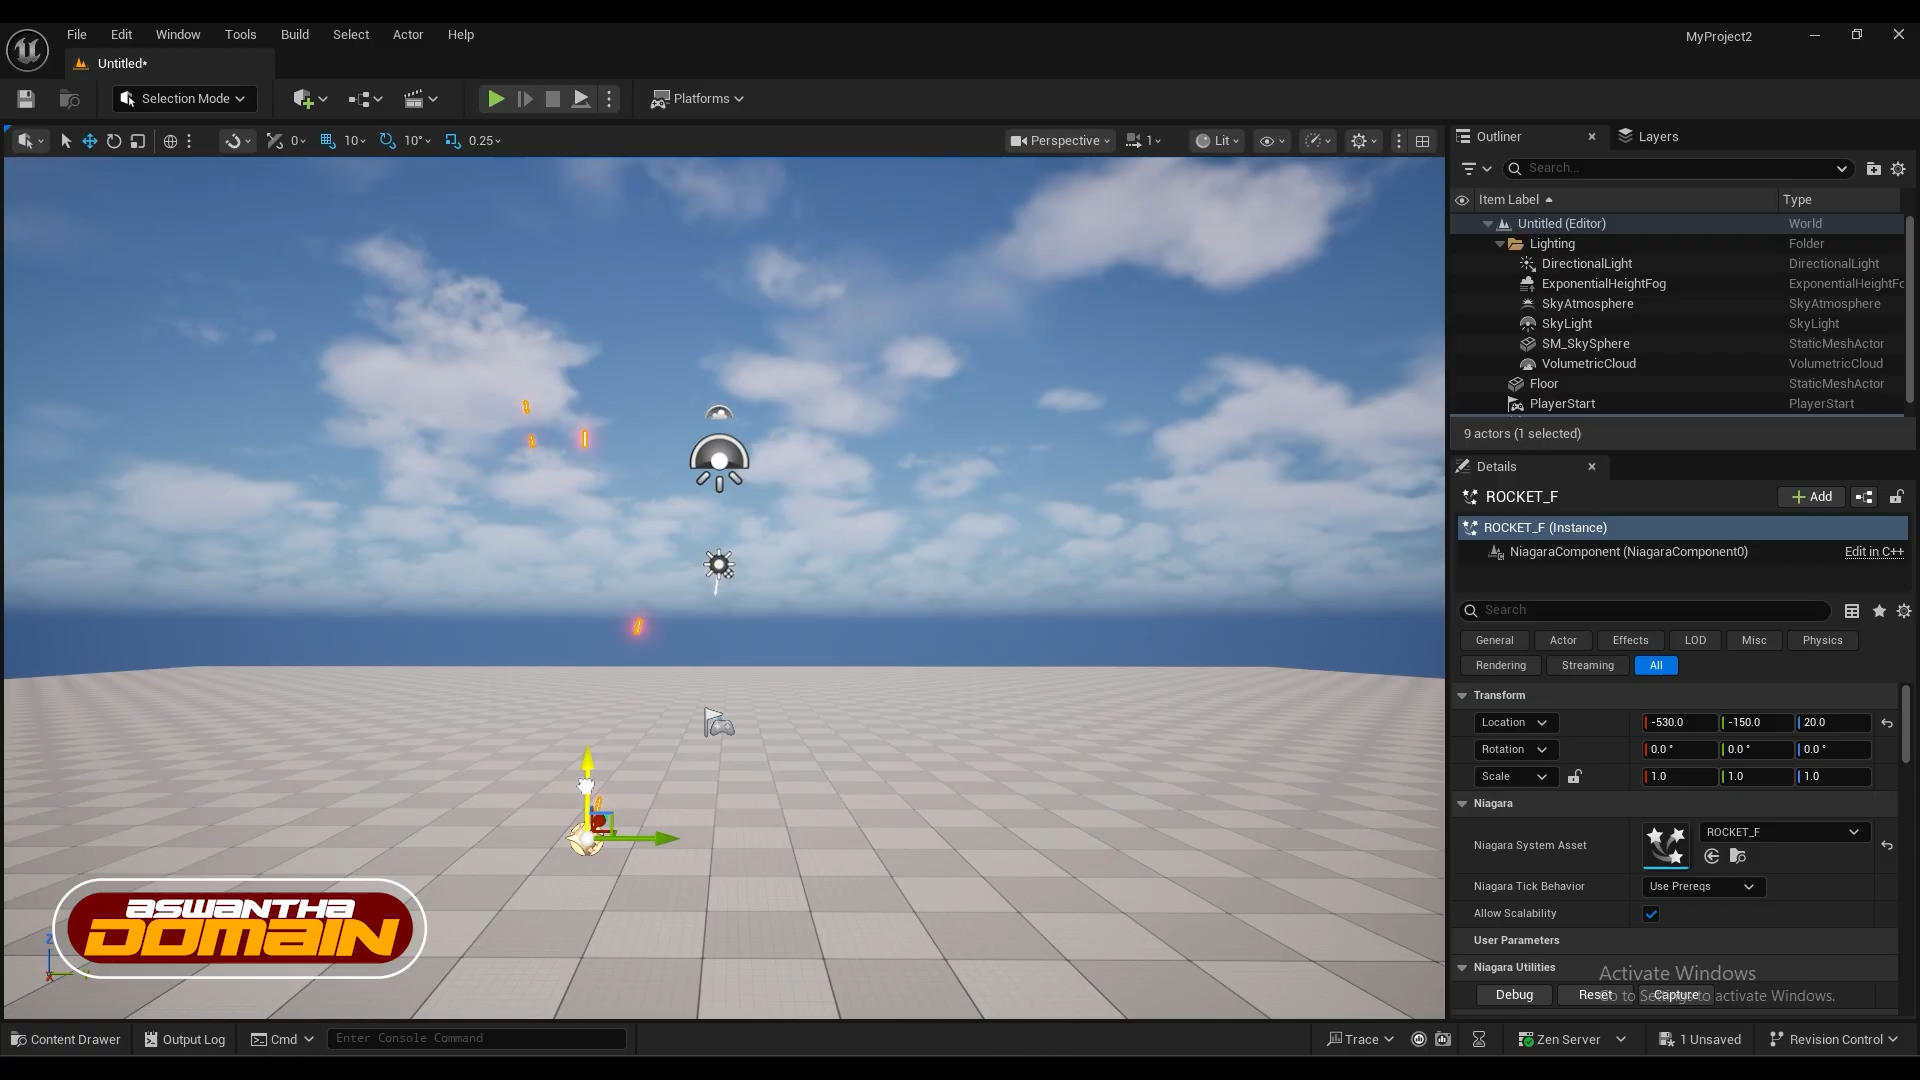 File Edit Window Tools Build Select Actor Help
MyProject2
Untitled*
Selection Mode
Platforms
0 10 10° 0.25
Perspective 1 Lit
Outliner
Layers
Search...
Item Label Type
Untitled (Editor) World
Lighting Folder
DirectionalLight DirectionalLight
ExponentialHeightFog ExponentialHeightFo
SkyAtmosphere SkyAtmosphere
SkyLight SkyLight
SM_SkySphere StaticMeshActor
VolumetricCloud VolumetricCloud
Floor StaticMeshActor
PlayerStart PlayerStart
9 actors (1 selected)
Details
ROCKET_F
Add
ROCKET_F (Instance)
NiagaraComponent (NiagaraComponent0) Edit in C++
Search
General Actor Effects LOD Misc Physics
Rendering Streaming All
Transform
Location -530.0 -150.0 20.0
Rotation 0.0 ° 0.0 ° 0.0 °
Scale 1.0 1.0 1.0
Niagara
Niagara System Asset ROCKET_F
Niagara Tick Behavior Use Prereqs
Allow Scalability
User Parameters
Niagara Utilities
Debug Reset Capture
Activate Windows
Go to Settings to activate Windows.
ASWANTHA
DOMAIN
Z
X
Y
Content Drawer Output Log Cmd Enter Console Command
Trace Zen Server 1 Unsaved Revision Control